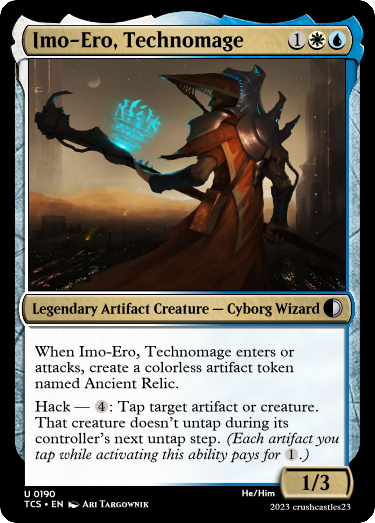 Imo-Ero, Technomage 1
Legendary Artifact Creature — Cyborg Wizard
When Imo-Ero, Technomage enters or
attacks, create a colorless artifact token
named Ancient Relic.
Hack — 4: Tap target artifact or creature.
That creature doesn't untap during its
controller's next untap step. (Each artifact you
tap while activating this ability pays for 1.)
1/3
U 0190 He/Him
TCS • EN Ari Targownik 2023 crushcastles23